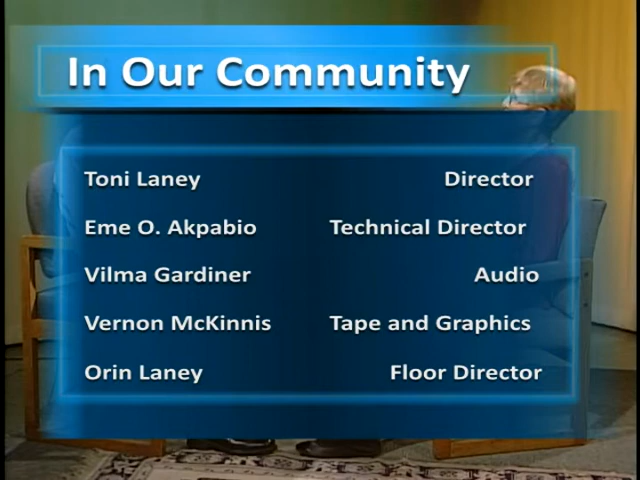 In Our Community
Toni Laney Director
Eme O. Akpabio Technical Director
Vilma Gardiner Audio
Vernon McKinnis Tape and Graphics
Orin Laney Floor Director